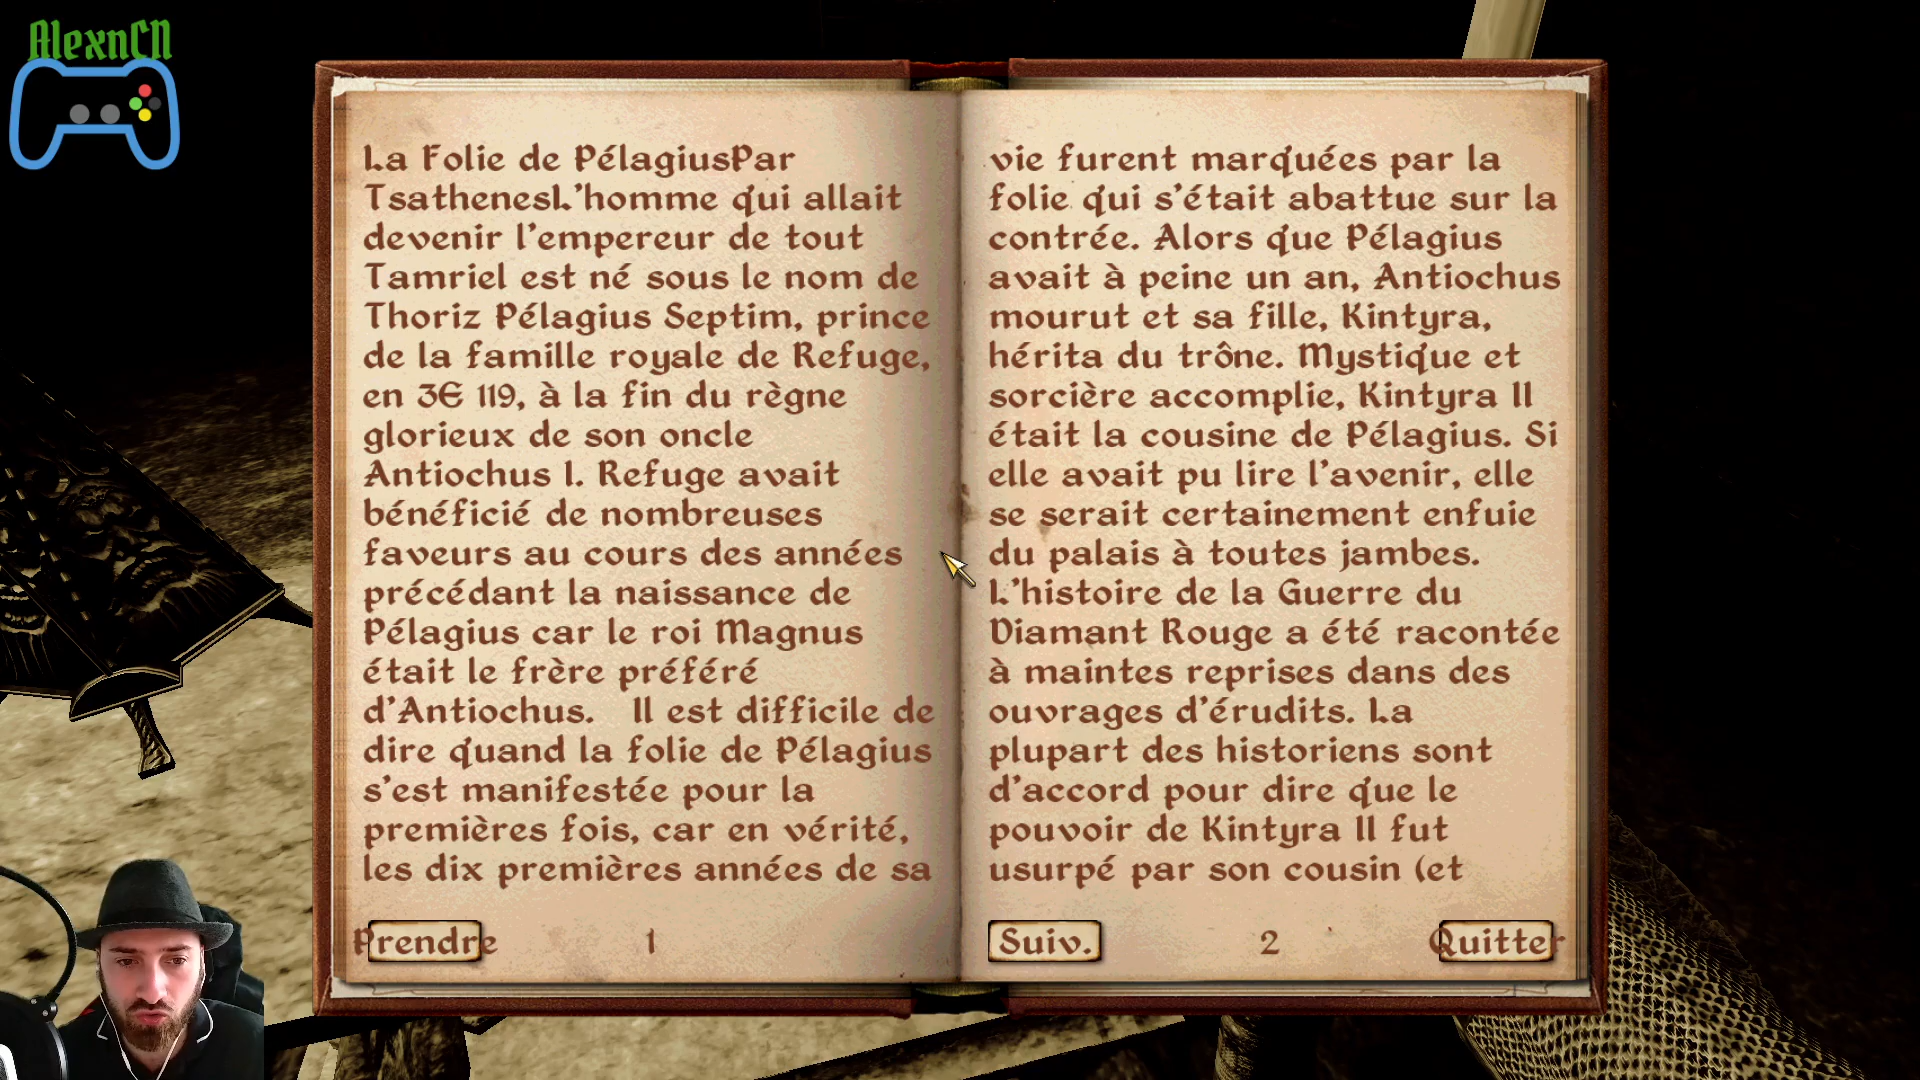 AlexnCN
La Folie de PélagiusPar
TsathenesL'homme qui allait
devenir l'empereur de tout
Tamriel est né sous le nom de
Thoriz Pélagius Septim, prince
de la famille royale de Refuge,
en 3E 119, à la fin du règne
glorieux de son oncle
Antiochus I. Refuge avait
bénéficié de nombreuses
faveurs au cours des années
précédant la naissance de
Pélagius car le roi Magnus
était le frère préféré
d'Antiochus. Il est difficile de
dire quand la folie de Pélagius
s'est manifestée pour la
premières fois, car en vérité,
les dix premières années de sa
Prendre
1
vie furent marquées par la
folie qui s'était abattue sur la
contrée. Alors que Pélagius
avait à peine un an, Antiochus
mourut et sa fille, Kintyra,
hérita du trône. Mystique et
sorcière accomplie, Kintyra II
était la cousine de Pélagius. Si
elle avait pu lire l'avenir, elle
se serait certainement enfuie
du palais à toutes jambes.
L'histoire de la Guerre du
Diamant Rouge a été racontée
à maintes reprises dans des
ouvrages d'érudits. La
plupart des historiens sont
d'accord pour dire que le
pouvoir de Kintyra II fut
usurpé par son cousin (et
Suiv.
2
Quitter